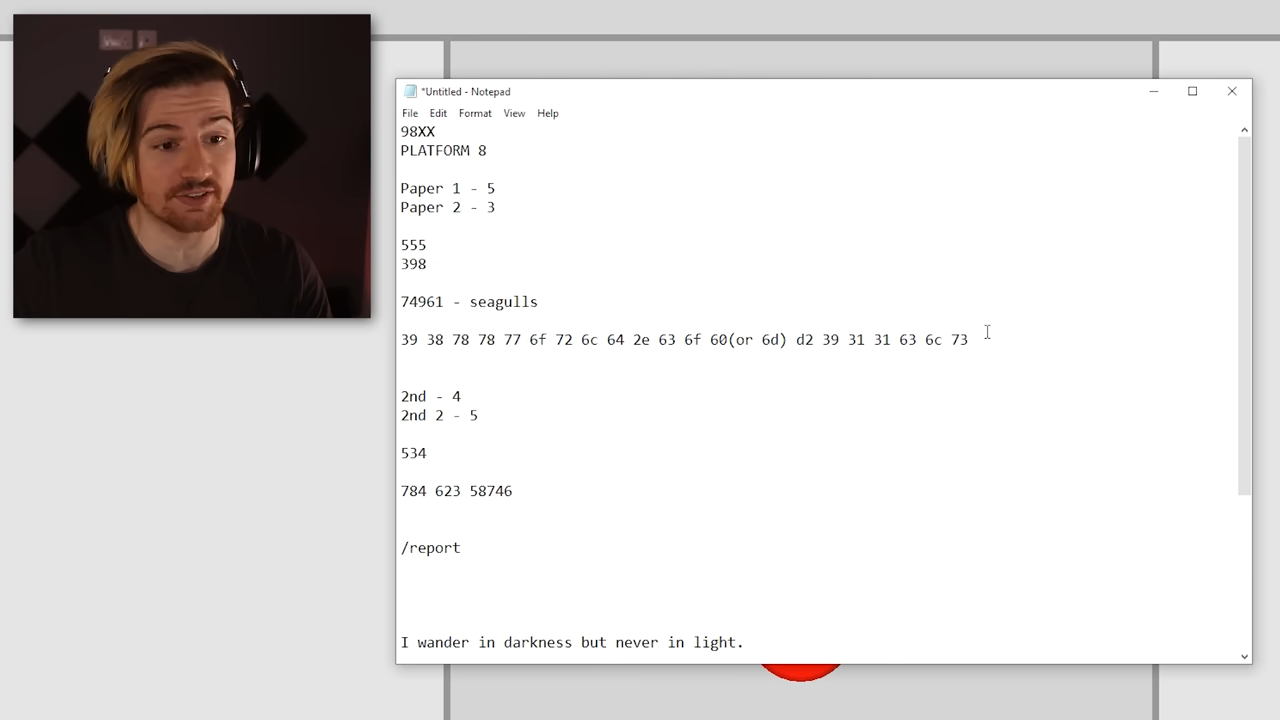 *Untitled - Notepad
File Edit Format View Help
98XX
PLATFORM 8
Paper 1 - 5
Paper 2 - 3
555
398
74961 - seagulls
39 38 78 78 77 6f 72 6c 64 2e 63 6f 60(or 6d) d2 39 31 31 63 6c 73
2nd - 4
2nd 2 - 5
534
784 623 58746
/report
I wander in darkness but never in light.